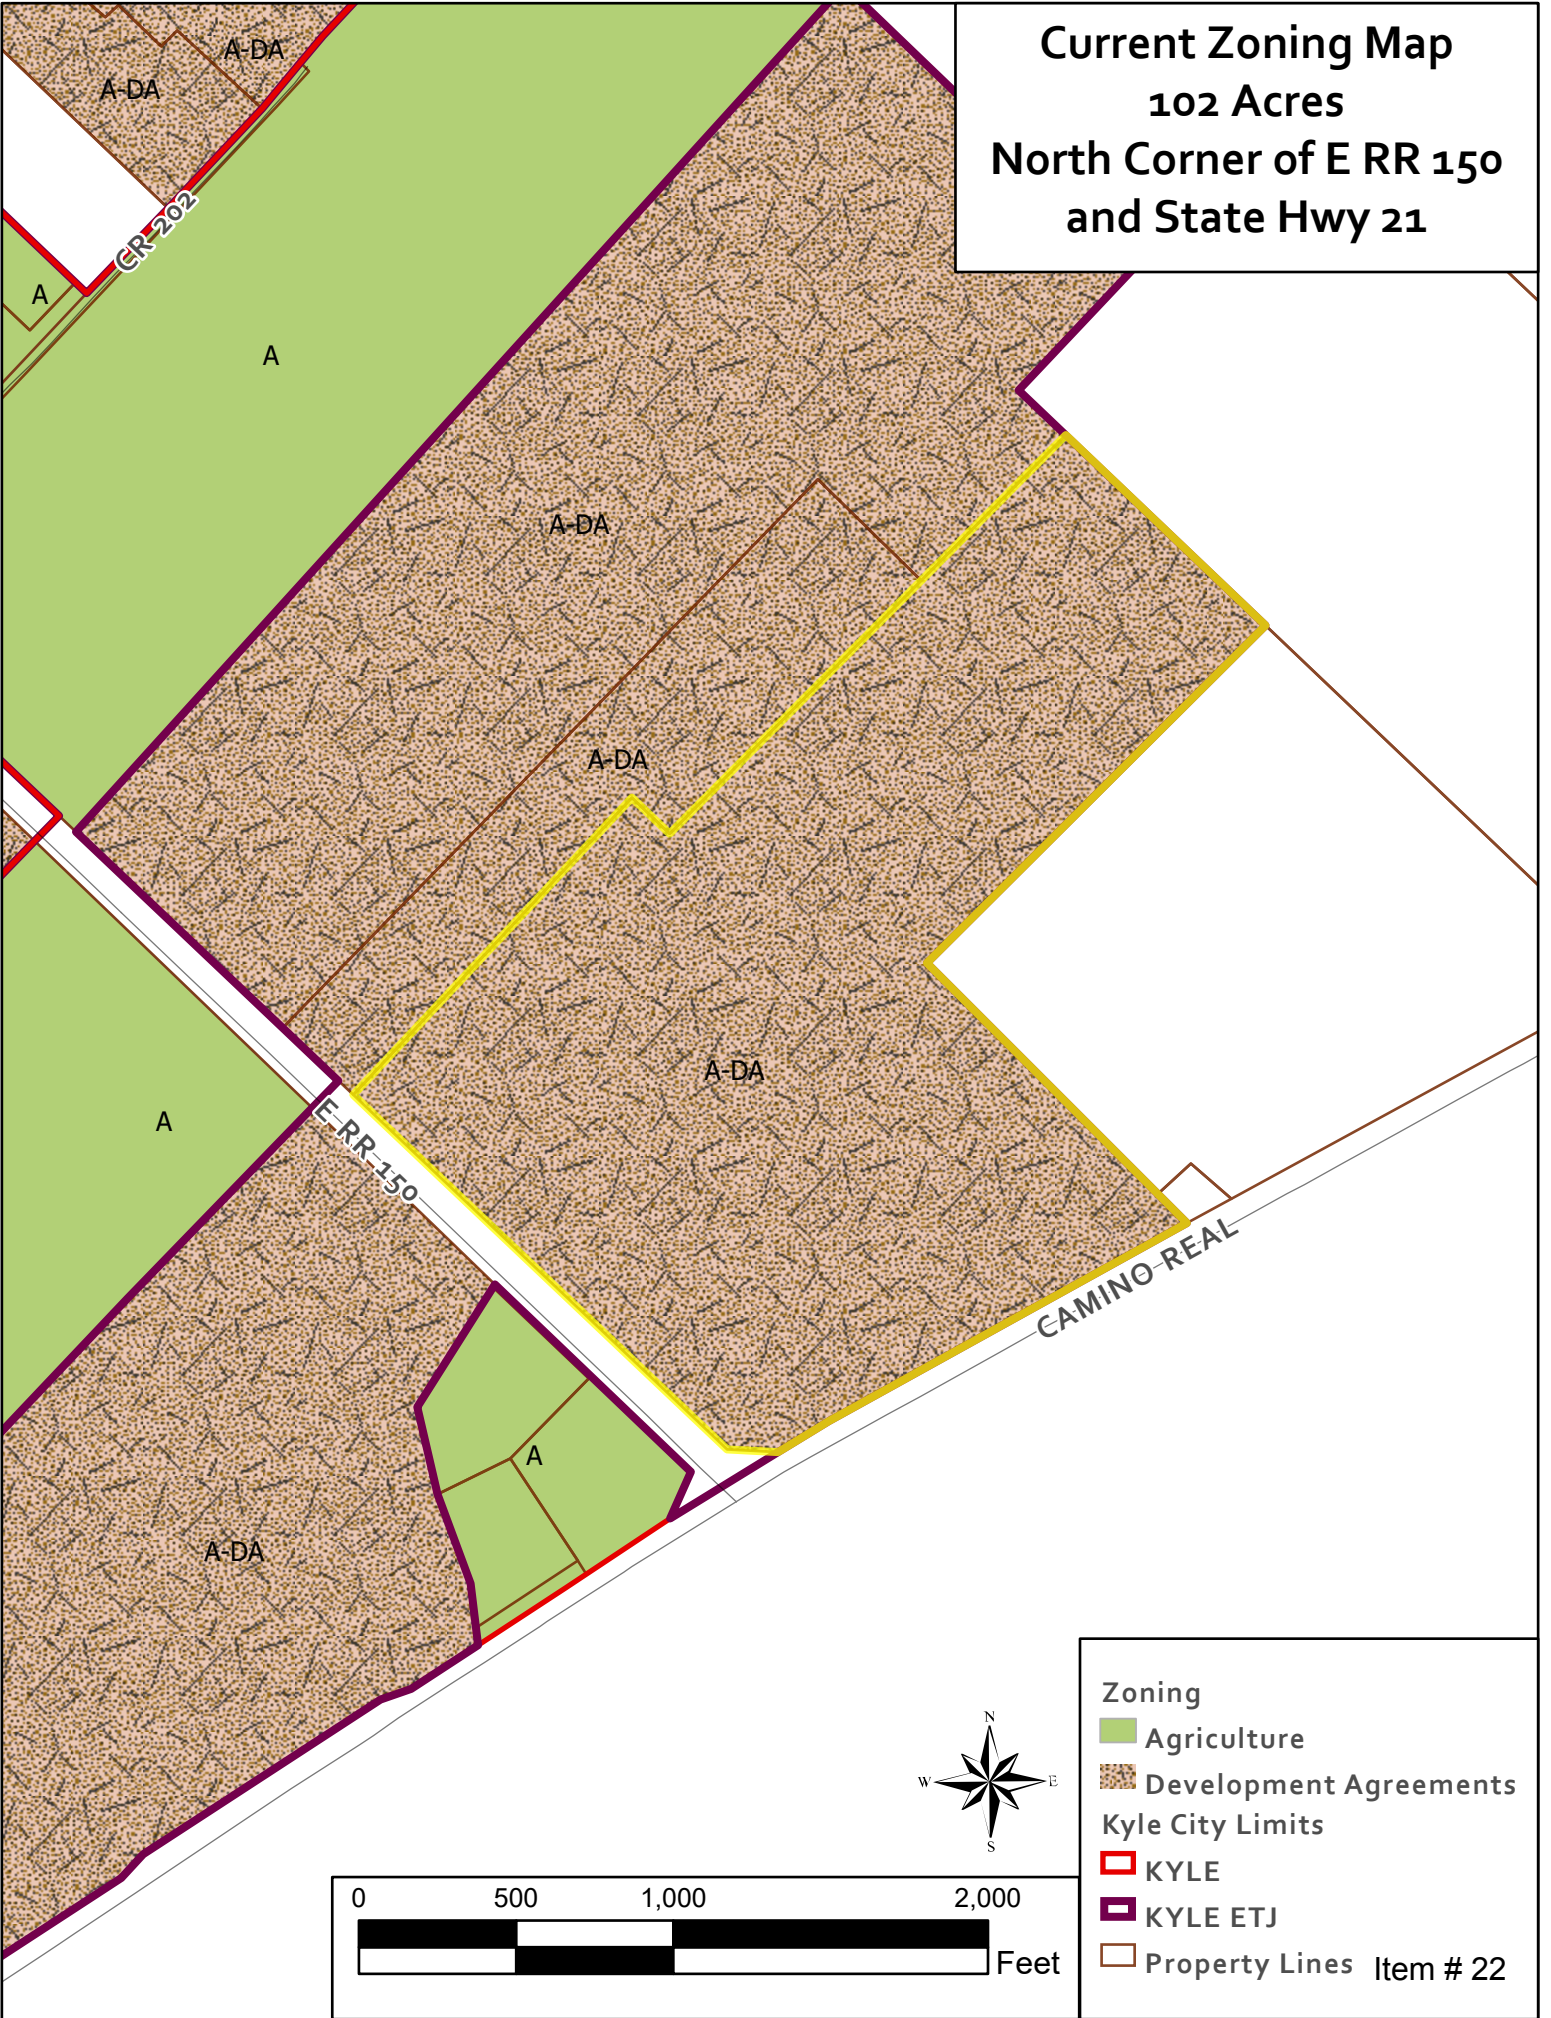 Current Zoning Map
102 Acres
North Corner of E RR 150
and State Hwy 21
A-DA
A-DA
CR 202
A
A
A-DA
A-DA
A-DA
A
E RR 150
CAMINO REAL
A
A-DA
N
W
E
S
Zoning
Agriculture
Development Agreements
Kyle City Limits
KYLE
KYLE ETJ
Property Lines
Item # 22
0 500 1,000 2,000
Feet